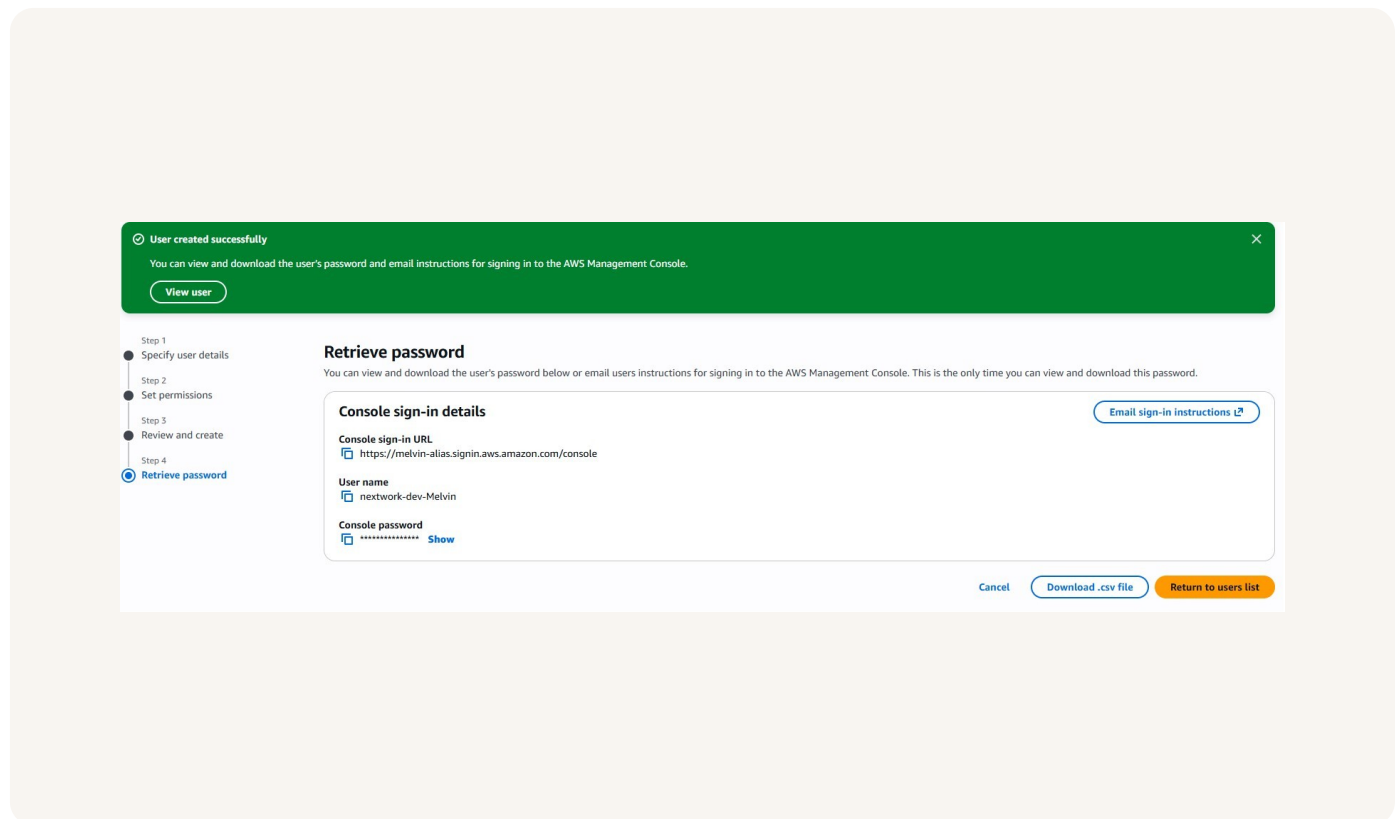 User created successfully
You can view and download the user's password and email instructions for signing in to the AWS Management Console.
View user
Step 1
Specify user details
Step 2
Set permissions
Step 3
Review and create
Step 4
Retrieve password
Retrieve password
You can view and download the user's password below or email users instructions for signing in to the AWS Management Console. This is the only time you can view and download this password.
Console sign-in details
Email sign-in instructions
Console sign-in URL
https://melvin-alias.signin.aws.amazon.com/console
User name
nextwork-dev-Melvin
Console password
*************** Show
Cancel
Download .csv file
Return to users list